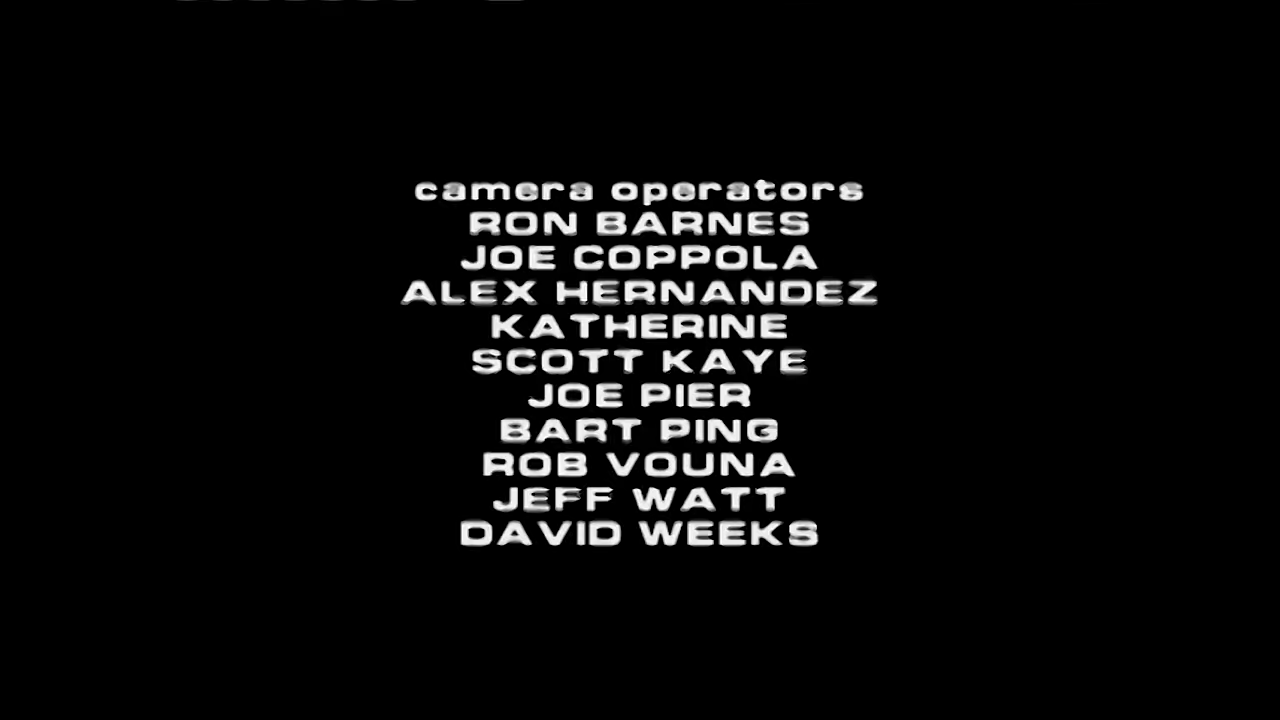 camera operators
RON BARNES
JOE COPPOLA
ALEX HERNANDEZ
KATHERINE
SCOTT KAYE
JOE PIER
BART PING
ROB VOUNA
JEFF WATT
DAVID WEEKS